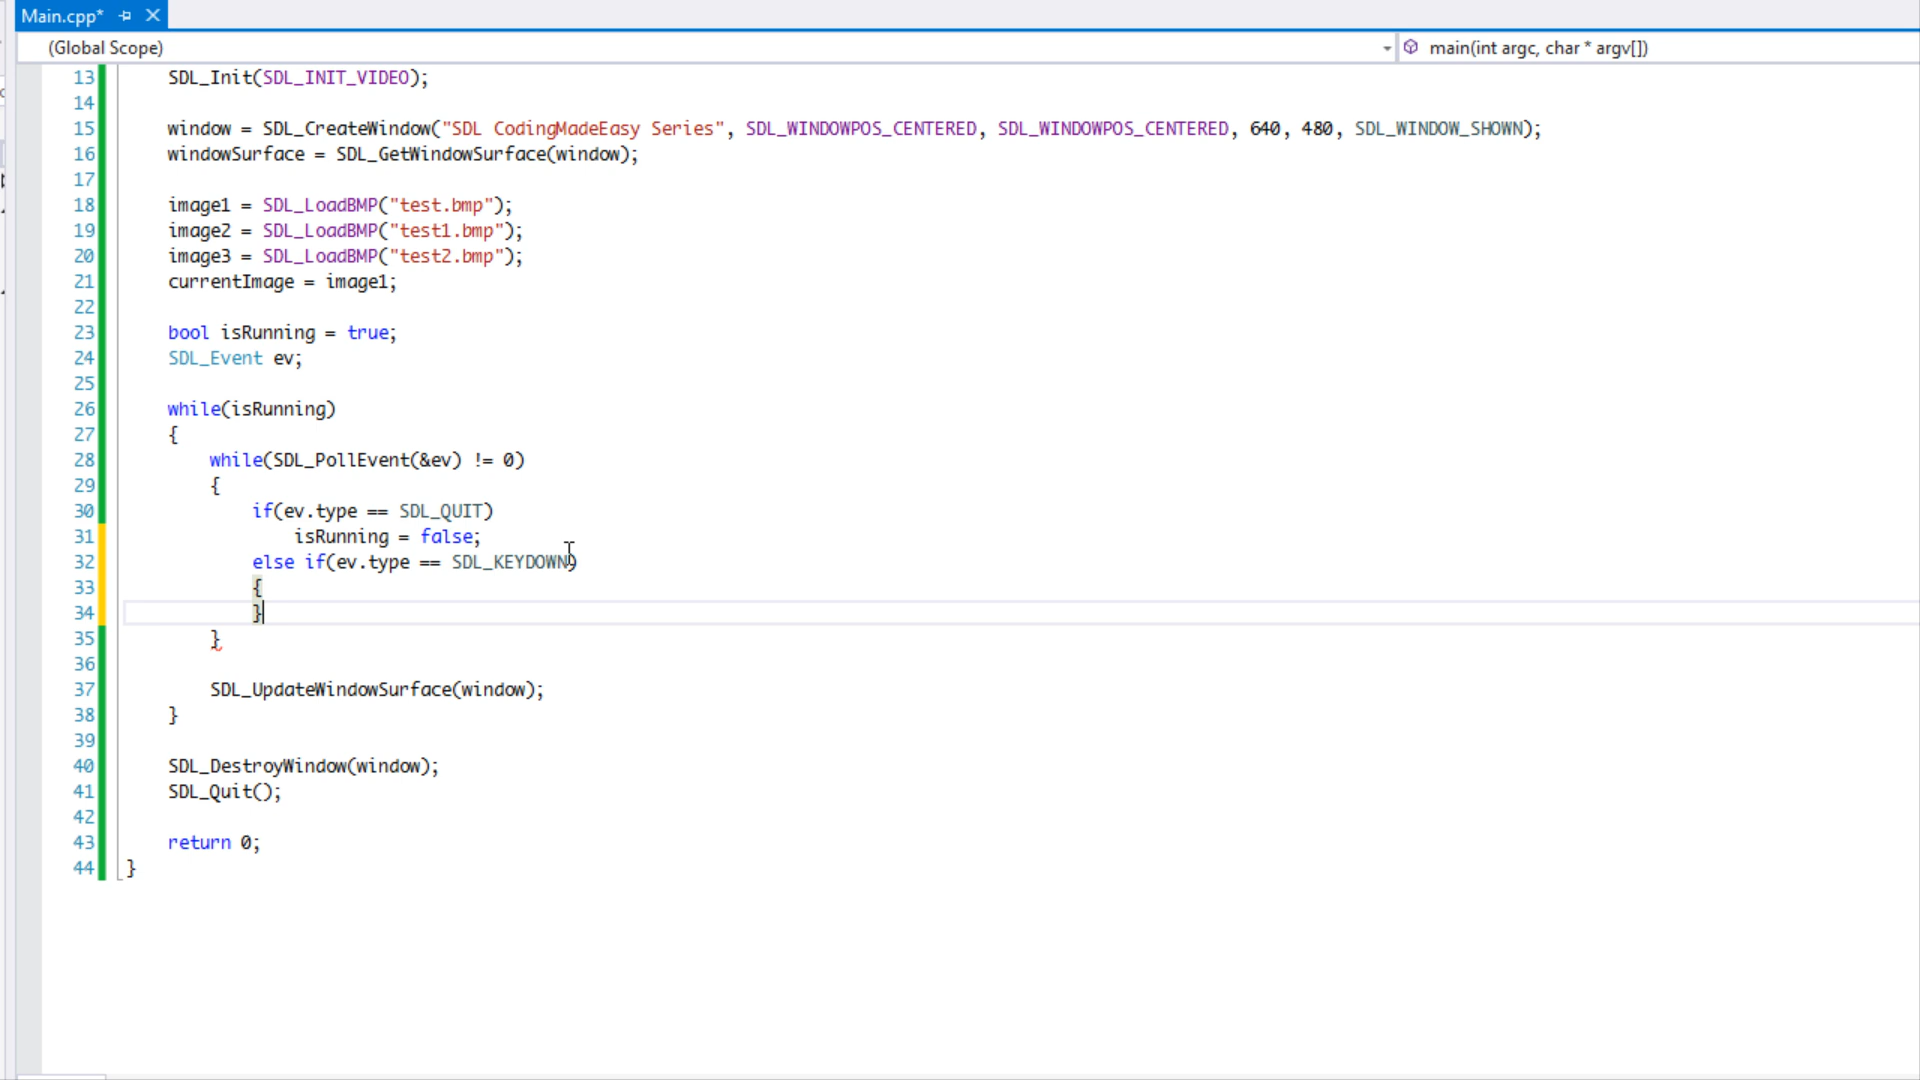 Main.cpp*
(Global Scope) main(int argc, char * argv[])
13 SDL_Init(SDL_INIT_VIDEO);
14
15 window = SDL_CreateWindow("SDL CodingMadeEasy Series", SDL_WINDOWPOS_CENTERED, SDL_WINDOWPOS_CENTERED, 640, 480, SDL_WINDOW_SHOWN);
16 windowSurface = SDL_GetWindowSurface(window);
17
18 image1 = SDL_LoadBMP("test.bmp");
19 image2 = SDL_LoadBMP("test1.bmp");
20 image3 = SDL_LoadBMP("test2.bmp");
21 currentImage = image1;
22
23 bool isRunning = true;
24 SDL_Event ev;
25
26 while(isRunning)
27 {
28 while(SDL_PollEvent(&ev) != 0)
29 {
30 if(ev.type == SDL_QUIT)
31 isRunning = false;
32 else if(ev.type == SDL_KEYDOWN)
33 {
34 }
35 }
36
37 SDL_UpdateWindowSurface(window);
38 }
39
40 SDL_DestroyWindow(window);
41 SDL_Quit();
42
43 return 0;
44 }